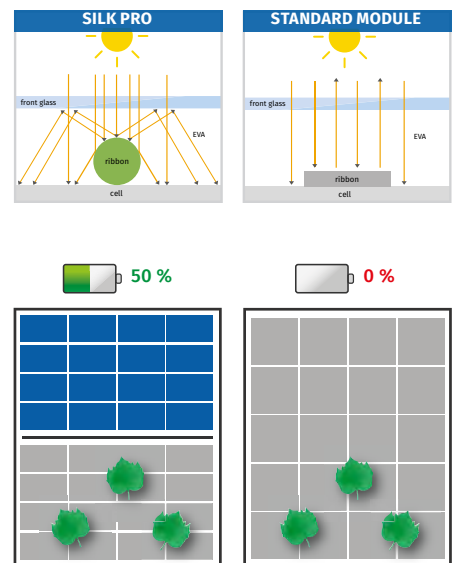 SILK PRO
STANDARD MODULE
front glass
EVA
ribbon
cell
front glass
EVA
ribbon
cell
50 %
0 %